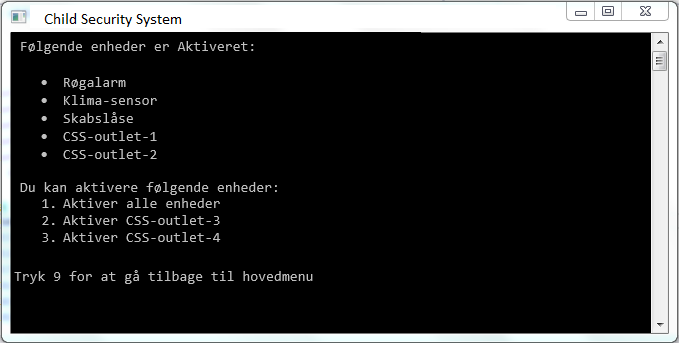 Child Security System
Følgende enheder er Aktiveret:
• Røgalarm
• Klima-sensor
• Skabslåse
• CSS-outlet-1
• CSS-outlet-2
Du kan aktivere følgende enheder:
1. Aktiver alle enheder
2. Aktiver CSS-outlet-3
3. Aktiver CSS-outlet-4
Tryk 9 for at gå tilbage til hovedmenu